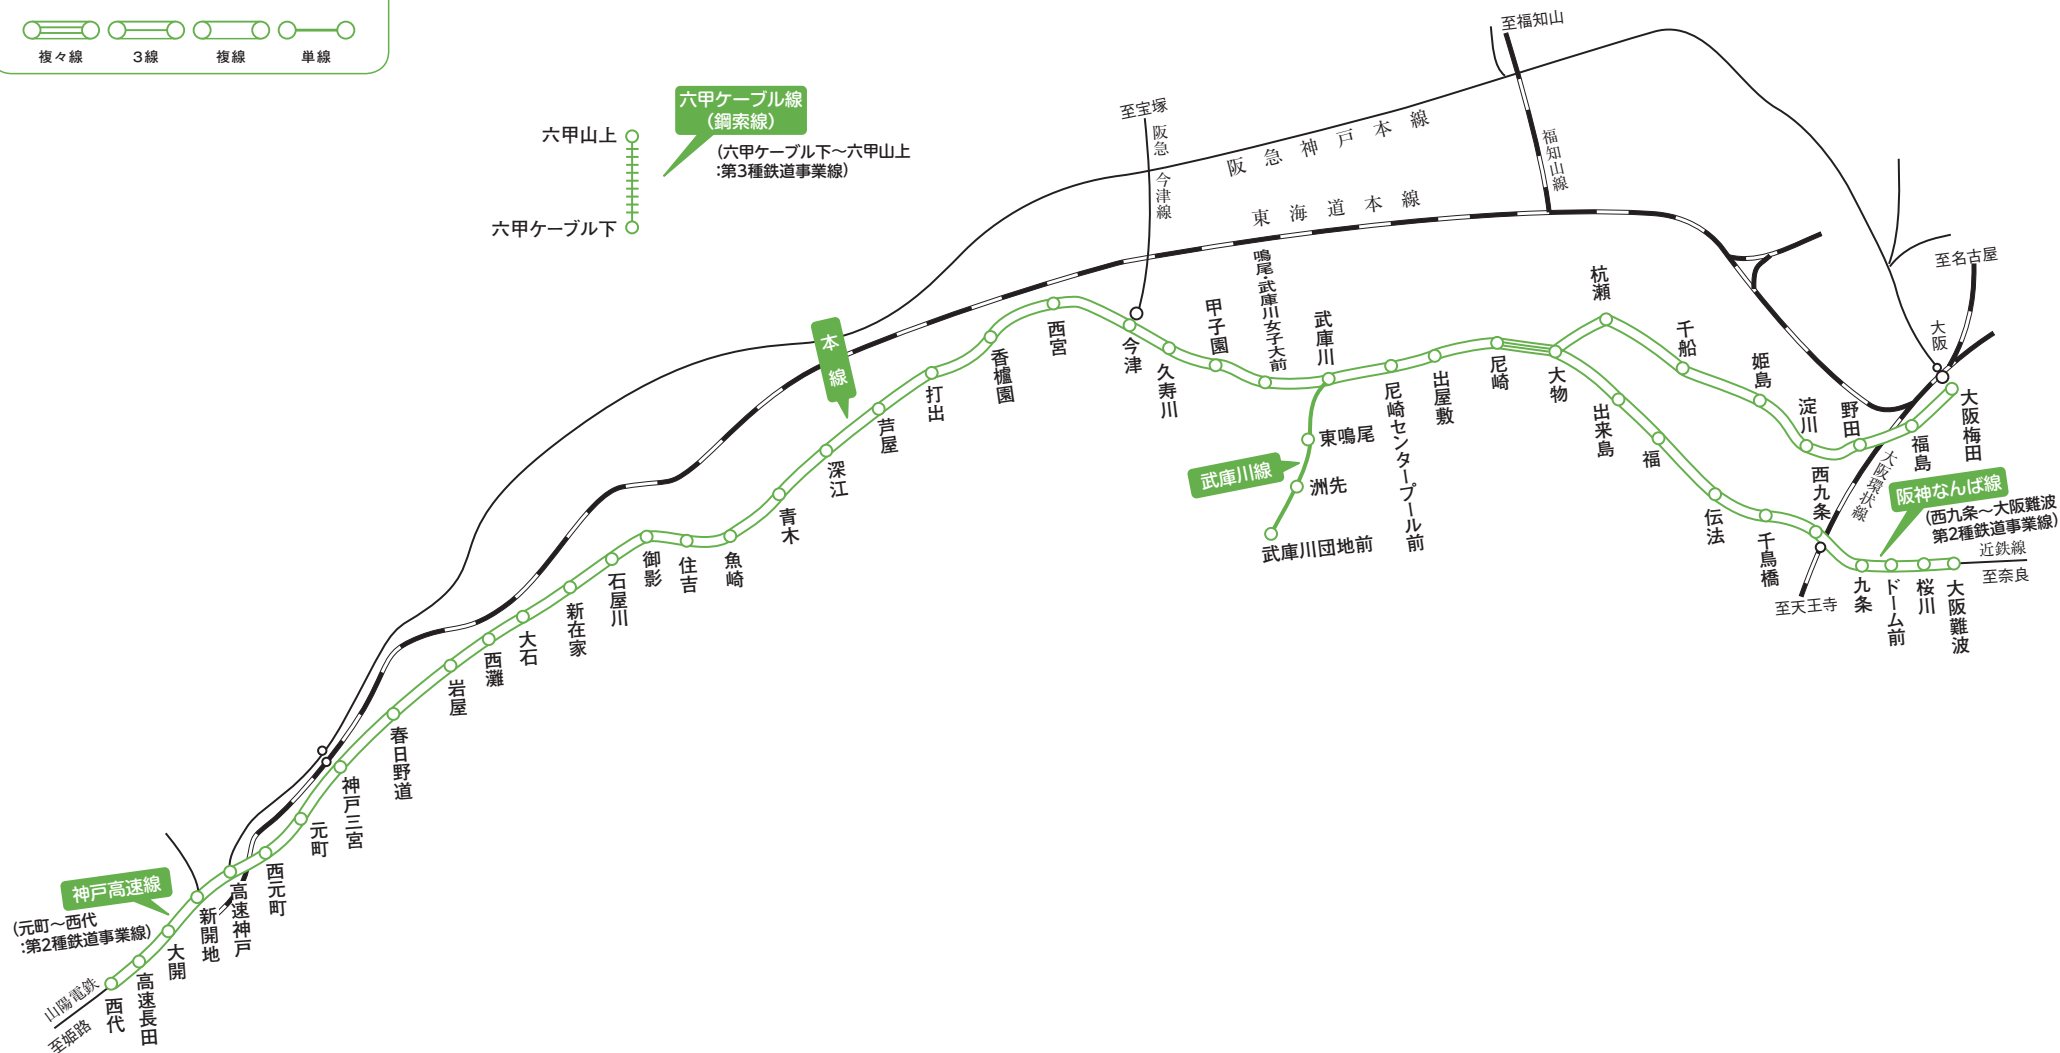 複々線
3線
複線
単線
六甲ケーブル線
（鋼索線）
（六甲ケーブル下～六甲山上
：第3種鉄道事業線）
六甲山上
六甲ケーブル下
至福知山
福知山線
至宝塚
阪急
今津線
阪急神戸本線
東海道本線
至名古屋
大阪
大阪環状線
至天王寺
本線
大阪梅田
福島
野田
淀川
姫島
千船
杭瀬
大物
尼崎
出屋敷
尼崎センタープール前
武庫川
鳴尾・武庫川女子大前
甲子園
久寿川
今津
西宮
香櫨園
打出
芦屋
深江
青木
魚崎
住吉
御影
石屋川
新在家
大石
西灘
岩屋
春日野道
神戸三宮
元町
西元町
高速神戸
新開地
大開
高速長田
西代
神戸高速線
（元町～西代
：第2種鉄道事業線）
山陽電鉄
至姫路
武庫川線
東鳴尾
洲先
武庫川団地前
阪神なんば線
（西九条～大阪難波
第2種鉄道事業線）
出来島
福
伝法
千鳥橋
西九条
九条
ドーム前
桜川
大阪難波
近鉄線
至奈良